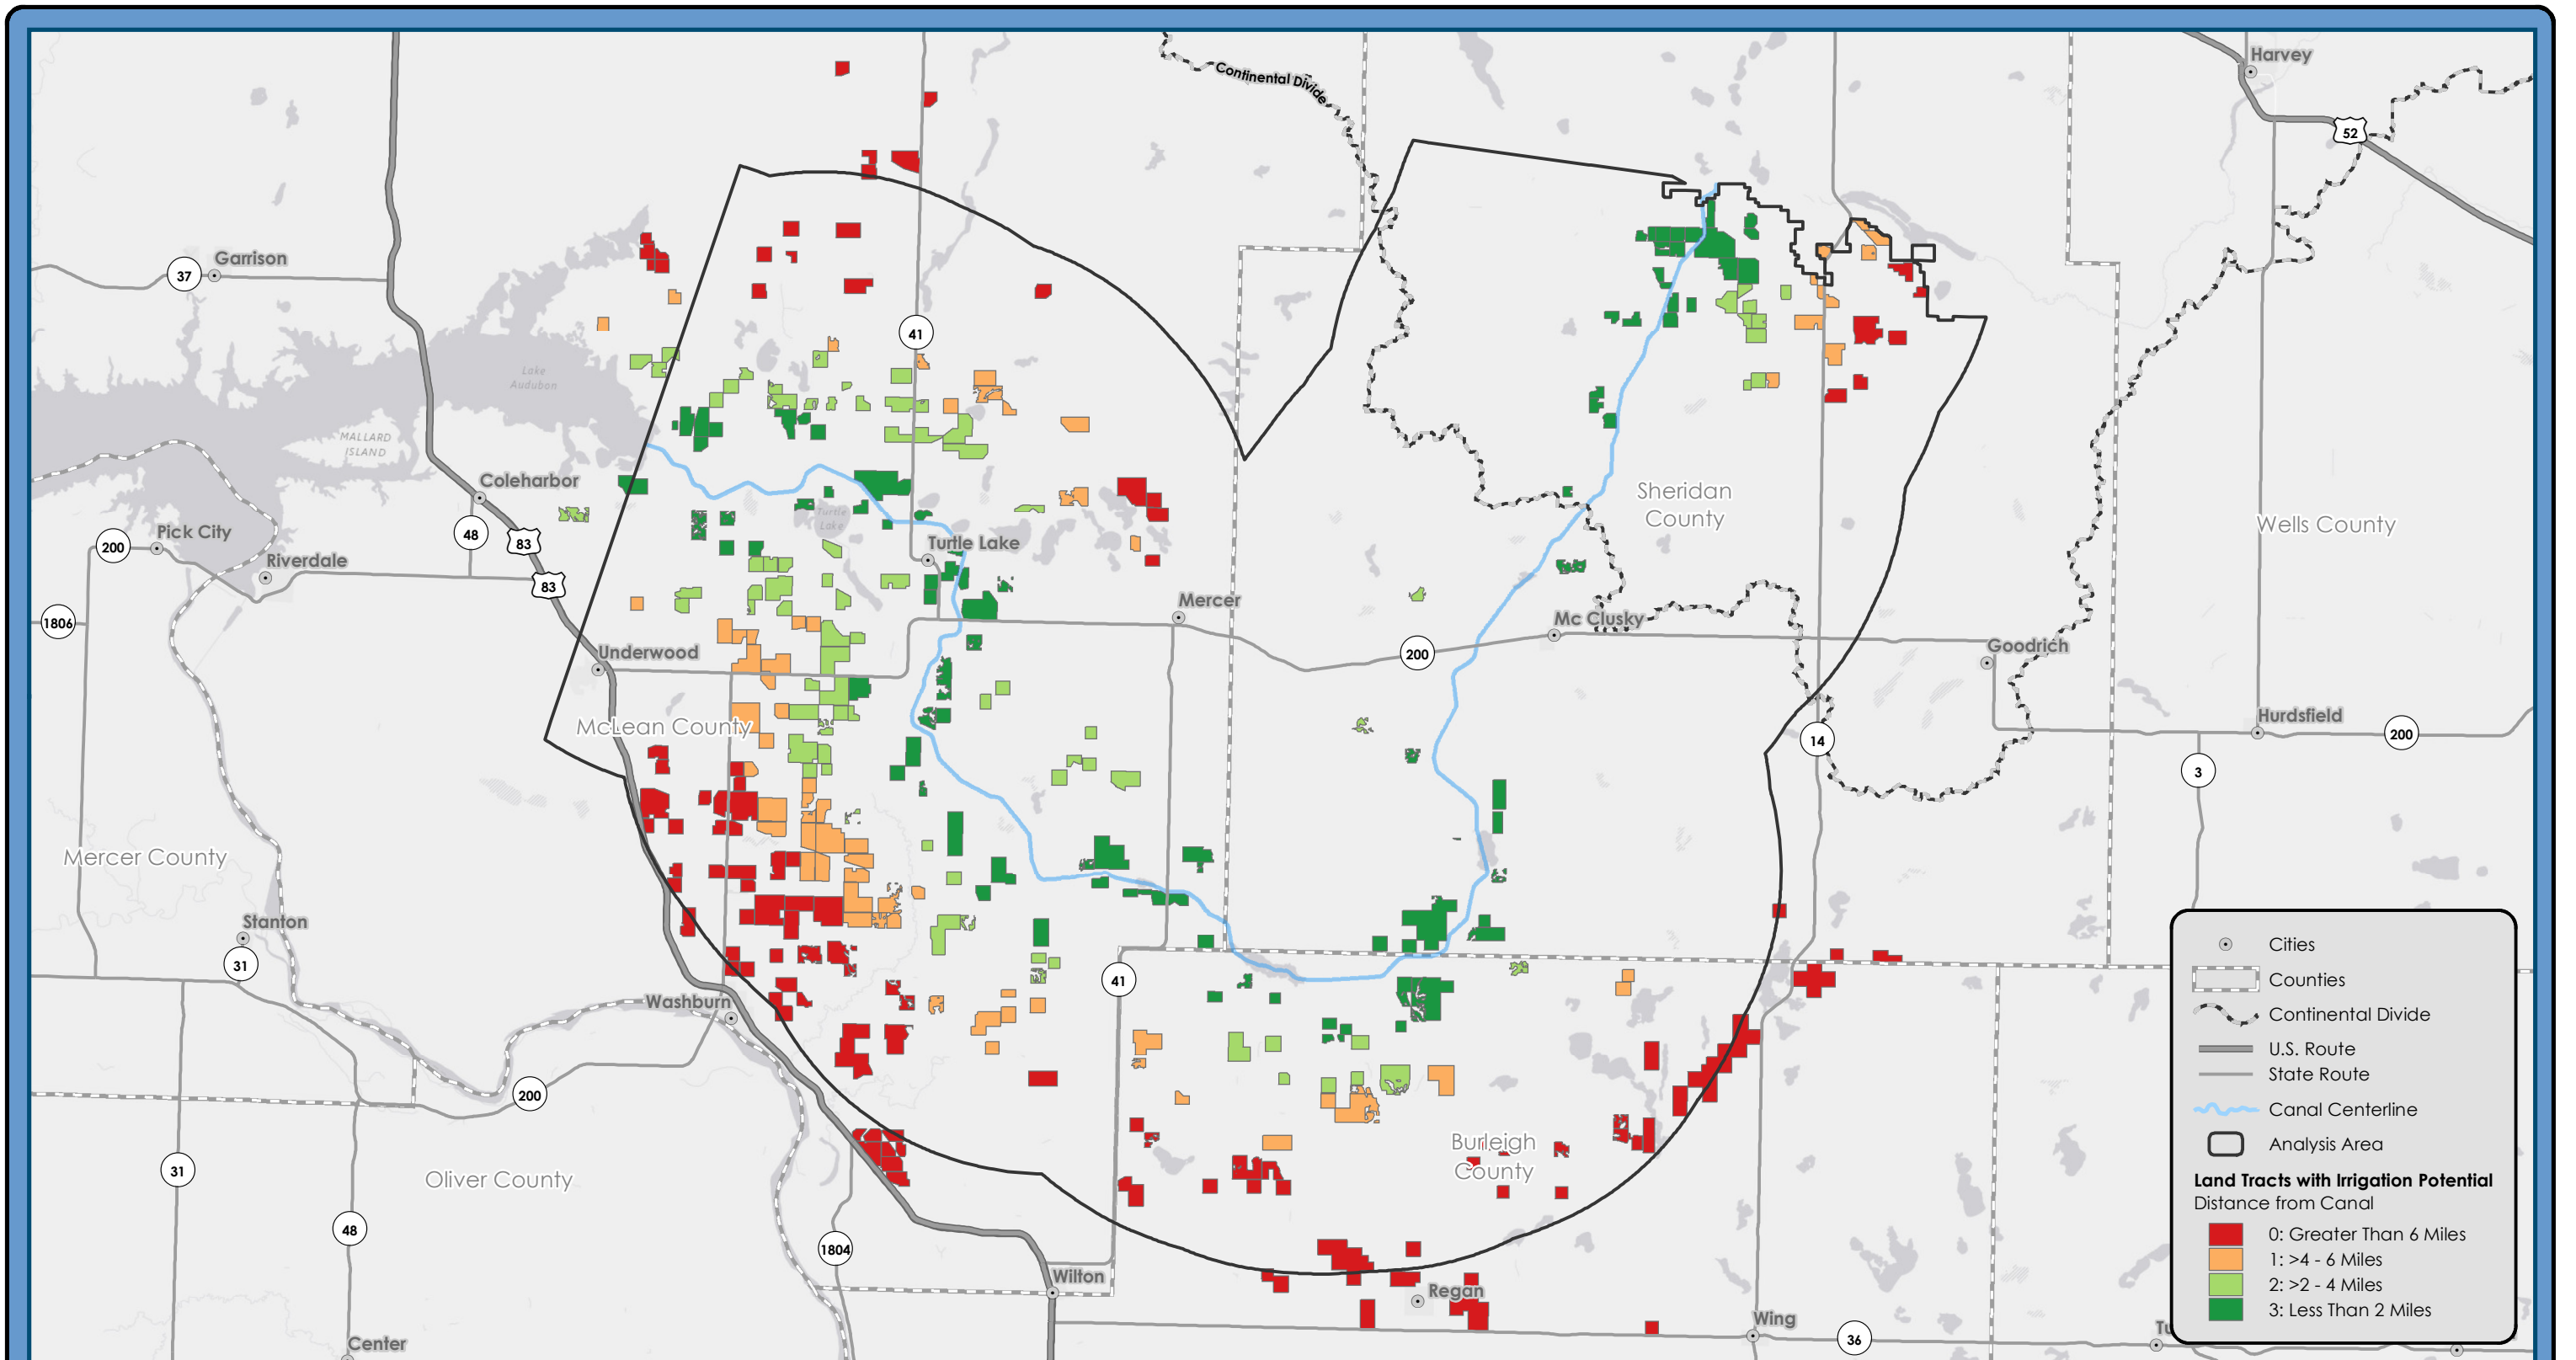 Harvey
Continental Divide
52
Garrison
37
41
Lake
Audubon
MALLARD
ISLAND
Coleharbor
Sheridan
County
Wells County
Turtle
Lake
Pick City
48
83
200
Turtle Lake
Riverdale
83
Mercer
1806
Mc Clusky
Underwood
200
Goodrich
McLean County
Hurdsfield
14
200
3
Mercer County
Stanton
31
41
Washburn
200
Burleigh
County
31
Oliver County
48
1804
Wilton
Regan
Wing
36
Tu
Center
Cities
Counties
Continental Divide
U.S. Route
State Route
Canal Centerline
Analysis Area
Land Tracts with Irrigation Potential
Distance from Canal
0: Greater Than 6 Miles
1: >4 - 6 Miles
2: >2 - 4 Miles
3: Less Than 2 Miles